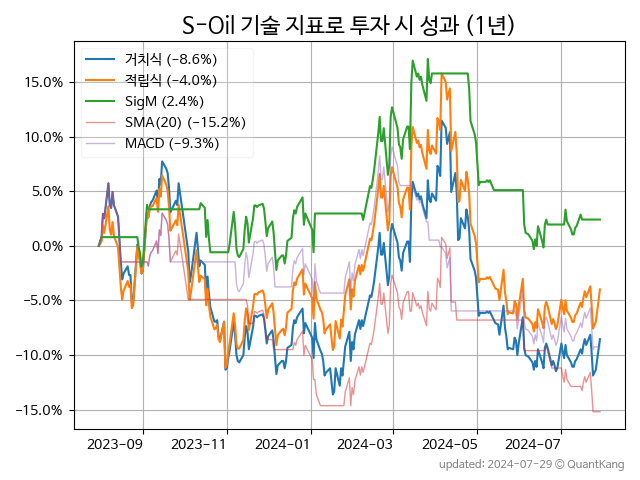 S-Oil 기술 지표로 투자 시 성과 (1년)
거치식 (−8.6%)
적립식 (−4.0%)
SigM (2.4%)
SMA(20) (−15.2%)
MACD (−9.3%)
15.0%
10.0%
5.0%
0.0%
−5.0%
−10.0%
−15.0%
2023-09 2023-11 2024-01 2024-03 2024-05 2024-07
updated: 2024-07-29 ⓒ QuantKang